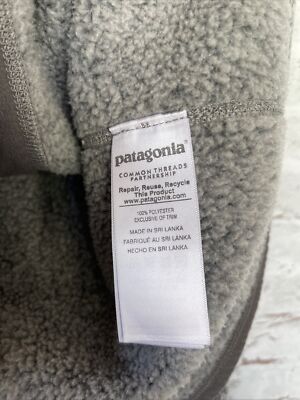 patagonia®
COMMON THREADS
PARTNERSHIP
Repair, Reuse, Recycle
This Product
www.patagonia.com
100% POLYESTER
EXCLUSIVE OF TRIM
MADE IN SRI LANKA
FABRIQUÉ AU SRI LANKA
HECHO EN SRI LANKA